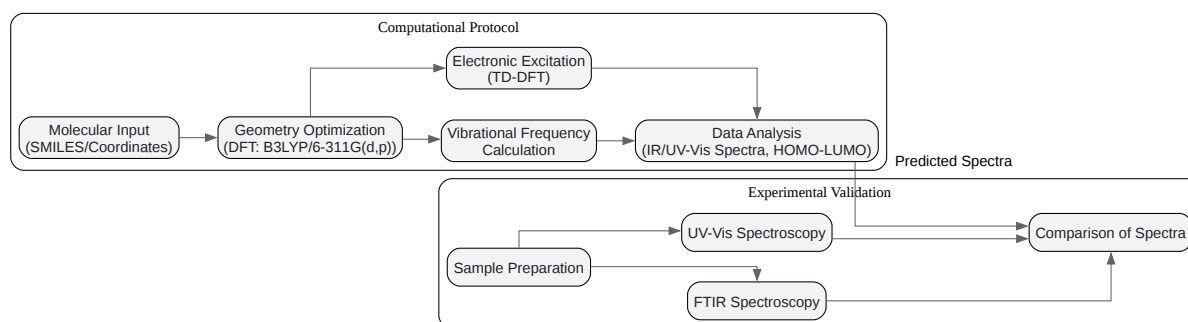 Computational Protocol
Electronic Excitation
(TD-DFT)
Molecular Input
(SMILES/Coordinates)
Geometry Optimization
(DFT: B3LYP/6-311G(d,p))
Vibrational Frequency
Calculation
Data Analysis
(IR/UV-Vis Spectra, HOMO-LUMO)
Predicted Spectra
Experimental Validation
UV-Vis Spectroscopy
Comparison of Spectra
Sample Preparation
FTIR Spectroscopy